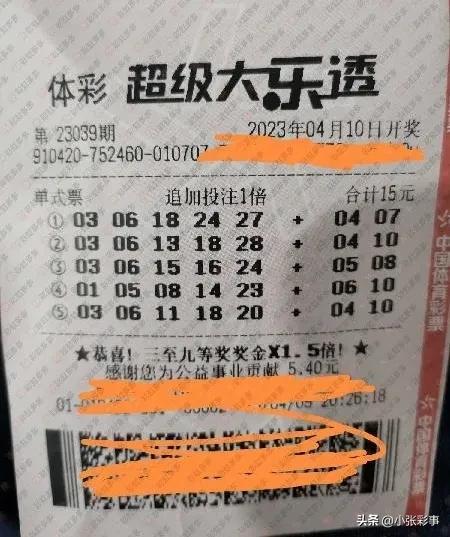 体彩 超级大乐透
第 23039期 2023年04月10日开奖
910420-752460-010707
单式票 追加投注1倍 合计15元
① 03 06 18 24 27 + 04 07
② 03 06 13 18 28 + 04 10
③ 03 06 15 16 24 + 05 08
④ 01 05 08 14 23 + 06 10
⑤ 03 06 11 18 20 + 04 10
★恭喜! 三至九等奖奖金X1.5倍!★
感谢您为公益事业贡献 5.40元
20:26:18
中国体育彩票
头条 @小张彩事